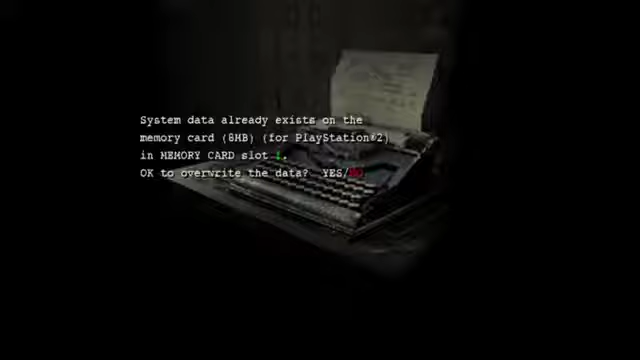 System data already exists on the
memory card (8MB) (for PlayStation®2)
in MEMORY CARD slot 1.
OK to overwrite the data? YES/NO